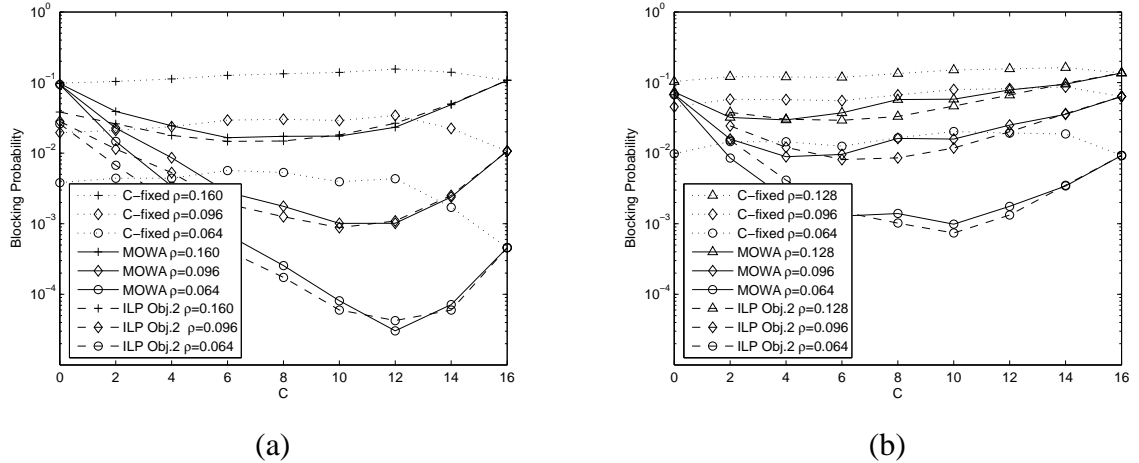 10^0
10^-1
10^-2
10^-3
10^-4
Blocking Probability
C-fixed ρ=0.160
C-fixed ρ=0.096
C-fixed ρ=0.064
MOWA ρ=0.160
MOWA ρ=0.096
MOWA ρ=0.064
ILP Obj.2 ρ=0.160
ILP Obj.2 ρ=0.096
ILP Obj.2 ρ=0.064
0 2 4 6 8 10 12 14 16
C
(a)
10^0
10^-1
10^-2
10^-3
10^-4
Blocking Probability
C-fixed ρ=0.128
C-fixed ρ=0.096
C-fixed ρ=0.064
MOWA ρ=0.128
MOWA ρ=0.096
MOWA ρ=0.064
ILP Obj.2 ρ=0.128
ILP Obj.2 ρ=0.096
ILP Obj.2 ρ=0.064
0 2 4 6 8 10 12 14 16
C
(b)